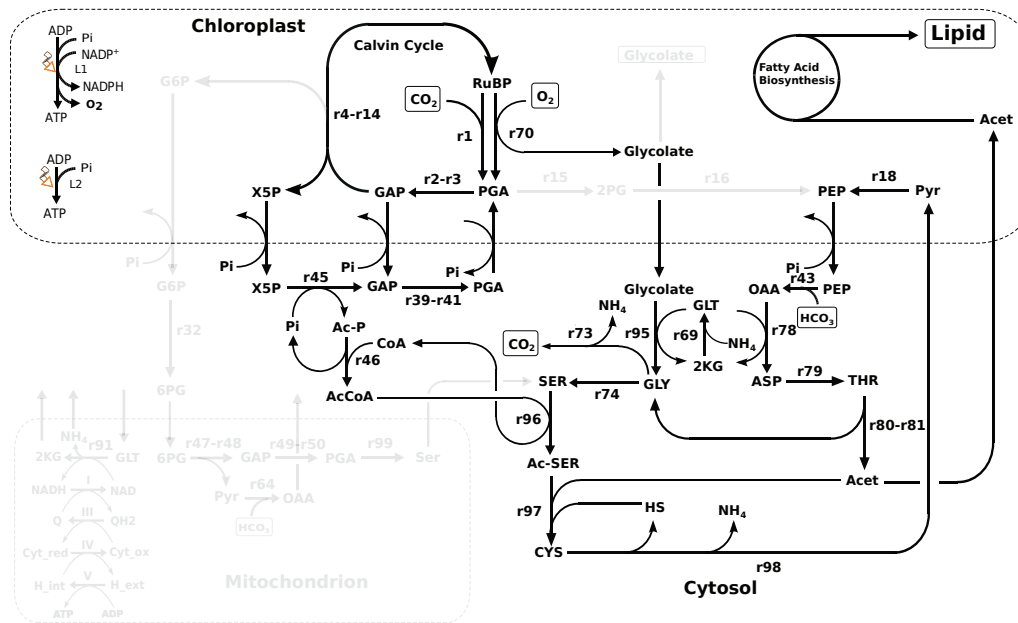 Chloroplast
Lipid
Calvin Cycle
Glycolate
ADP
Pi
NADP⁺
L1
NADPH
O₂
ATP
Fatty Acid
Biosynthesis
G6P
RuBP
CO₂
O₂
r4-r14
r1
r70
Acet
ADP
Pi
L2
ATP
Glycolate
X5P
GAP
r2-r3
PGA
r15
2PG
r16
PEP
r18
Pyr
Pi
Pi
Pi
Pi
Pi
G6P
X5P
r45
GAP
r39-r41
PGA
Glycolate
OAA
r43
PEP
HCO₃
r32
Pi
Ac-P
CoA
r46
AcCoA
NH₄
r73
CO₂
r95
GLT
r69
NH₄
2KG
r78
6PG
SER
r74
GLY
ASP
r79
THR
r96
r80-r81
NH₄
r91
2KG
GLT
6PG
r47-r48
GAP
r49-r50
PGA
r99
Ser
Ac-SER
Acet
NADH
I
NAD
Pyr
r64
OAA
HCO₃
r97
HS
NH₄
Q
III
QH2
Cyt_red
IV
Cyt_ox
CYS
r98
H_int
V
H_ext
Mitochondrion
Cytosol
ATP
ADP